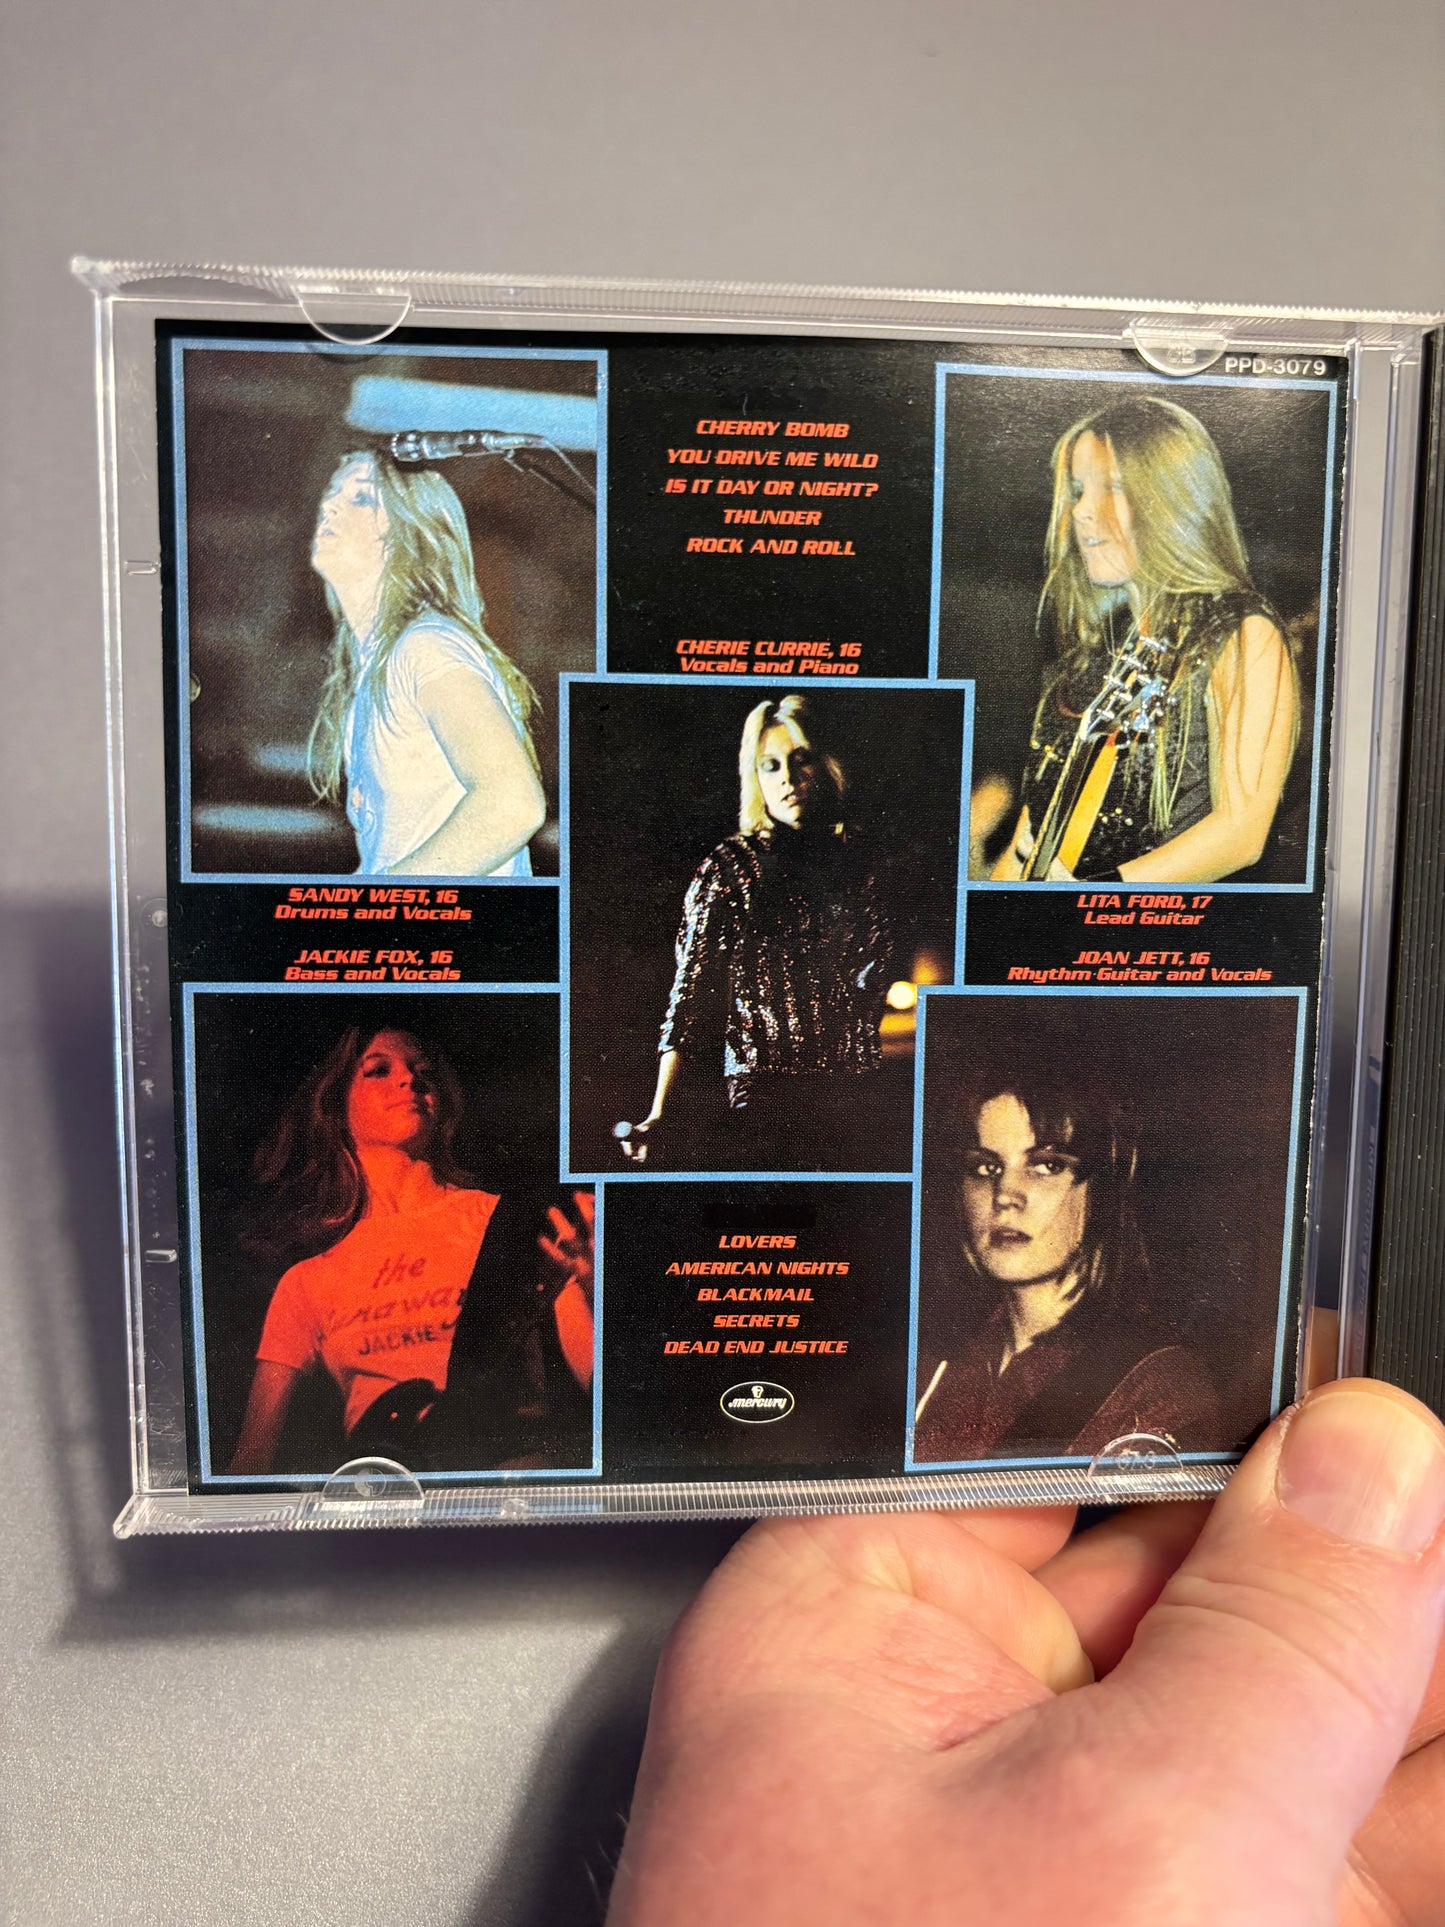 PPD-3079
CHERRY BOMB
YOU DRIVE ME WILD
IS IT DAY OR NIGHT?
THUNDER
ROCK AND ROLL
CHERIE CURRIE, 16
Vocals and Piano
SANDY WEST, 16
Drums and Vocals
LITA FORD, 17
Lead Guitar
JACKIE FOX, 16
Bass and Vocals
JOAN JETT, 16
Rhythm Guitar and Vocals
the
JACKIE
LOVERS
AMERICAN NIGHTS
BLACKMAIL
SECRETS
DEAD END JUSTICE
mercury